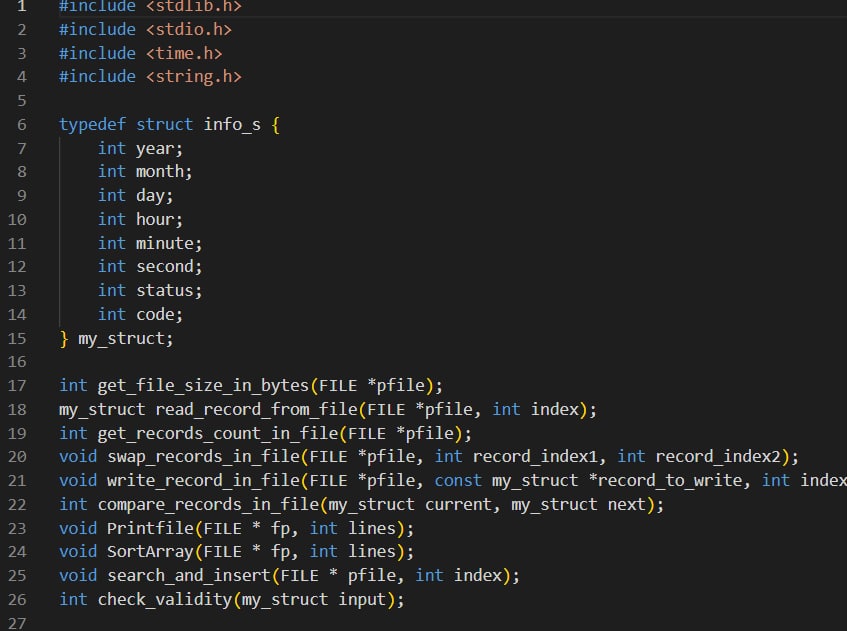 1 #include <stdlib.h>
2 #include <stdio.h>
3 #include <time.h>
4 #include <string.h>
5
6 typedef struct info_s {
7     int year;
8     int month;
9     int day;
10     int hour;
11     int minute;
12     int second;
13     int status;
14     int code;
15 } my_struct;
16
17 int get_file_size_in_bytes(FILE *pfile);
18 my_struct read_record_from_file(FILE *pfile, int index);
19 int get_records_count_in_file(FILE *pfile);
20 void swap_records_in_file(FILE *pfile, int record_index1, int record_index2);
21 void write_record_in_file(FILE *pfile, const my_struct *record_to_write, int index
22 int compare_records_in_file(my_struct current, my_struct next);
23 void Printfile(FILE * fp, int lines);
24 void SortArray(FILE * fp, int lines);
25 void search_and_insert(FILE * pfile, int index);
26 int check_validity(my_struct input);
27